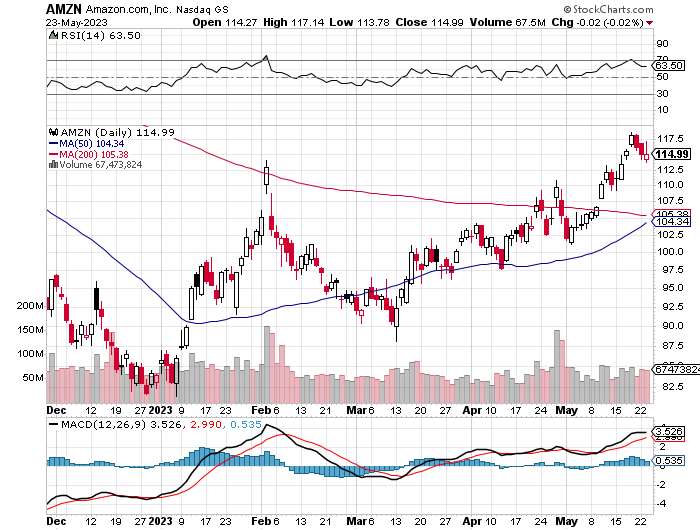 AMZN Amazon.com, Inc. Nasdaq GS © StockCharts.com
23-May-2023 Open 114.27 High 117.14 Low 113.78 Close 114.99 Volume 67.5M Chg -0.02 (-0.02%)
RSI(14) 63.50
90
70
63.50
50
30
10
AMZN (Daily) 114.99
MA(50) 104.34
MA(200) 105.38
Volume 67,473,824
117.5
114.99
112.5
110.0
107.5
105.38
104.34
102.5
100.0
97.5
95.0
92.5
90.0
87.5
82.5
200M
150M
100M
50M
67473824
Dec 12 19 27 2023 9 17 23 Feb 6 13 21 Mar 6 13 20 27 Apr 10 17 24 May 8 15 22
MACD(12,26,9) 3.526, 2.990, 0.535
3.526
2.990
0.535
-1
-2
-3
-4
Dec 12 19 27 2023 9 17 23 Feb 6 13 21 Mar 6 13 20 27 Apr 10 17 24 May 8 15 22